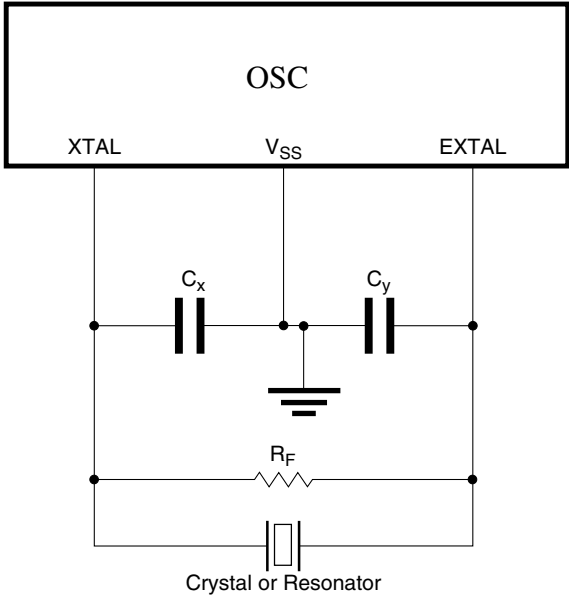 OSC
XTAL VSS EXTAL
Cx Cy
RF
Crystal or Resonator